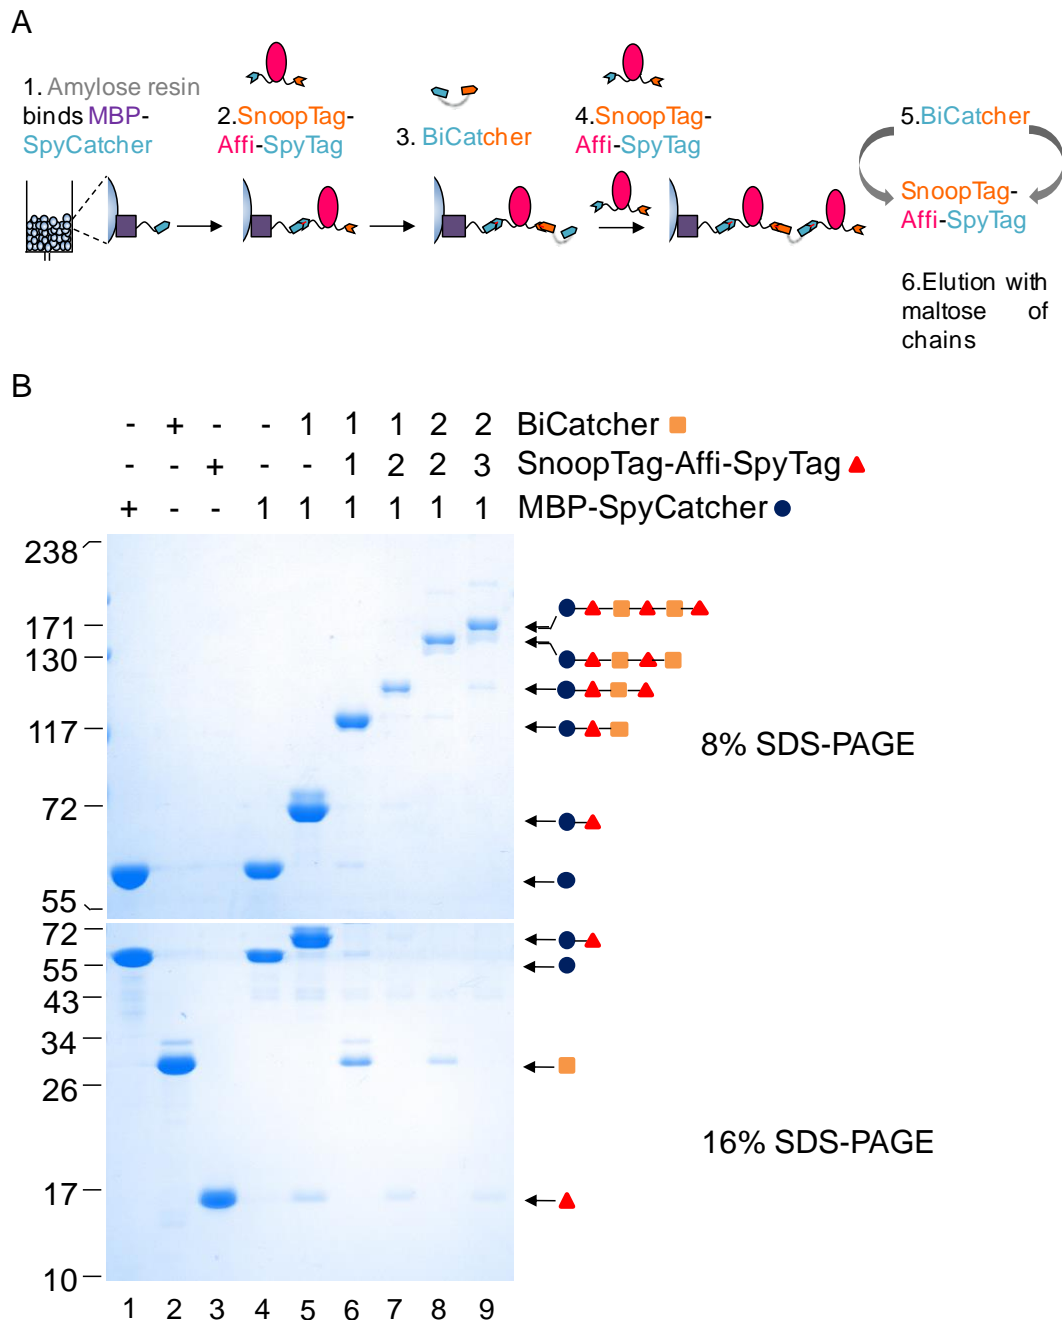 A
1. Amylose resin
binds MBP-
SpyCatcher
2.SnoopTag-
Affi-SpyTag
3. BiCatcher
4.SnoopTag-
Affi-SpyTag
5.BiCatcher
SnoopTag-
Affi-SpyTag
6.Elution with
maltose of
chains
B
- + - - 1 1 1 2 2 BiCatcher
- - + - - 1 2 2 3 SnoopTag-Affi-SpyTag
+ - - 1 1 1 1 1 1 MBP-SpyCatcher
238
171
130
117
8% SDS-PAGE
72
55
72
55
43
34
26
16% SDS-PAGE
17
10
1 2 3 4 5 6 7 8 9